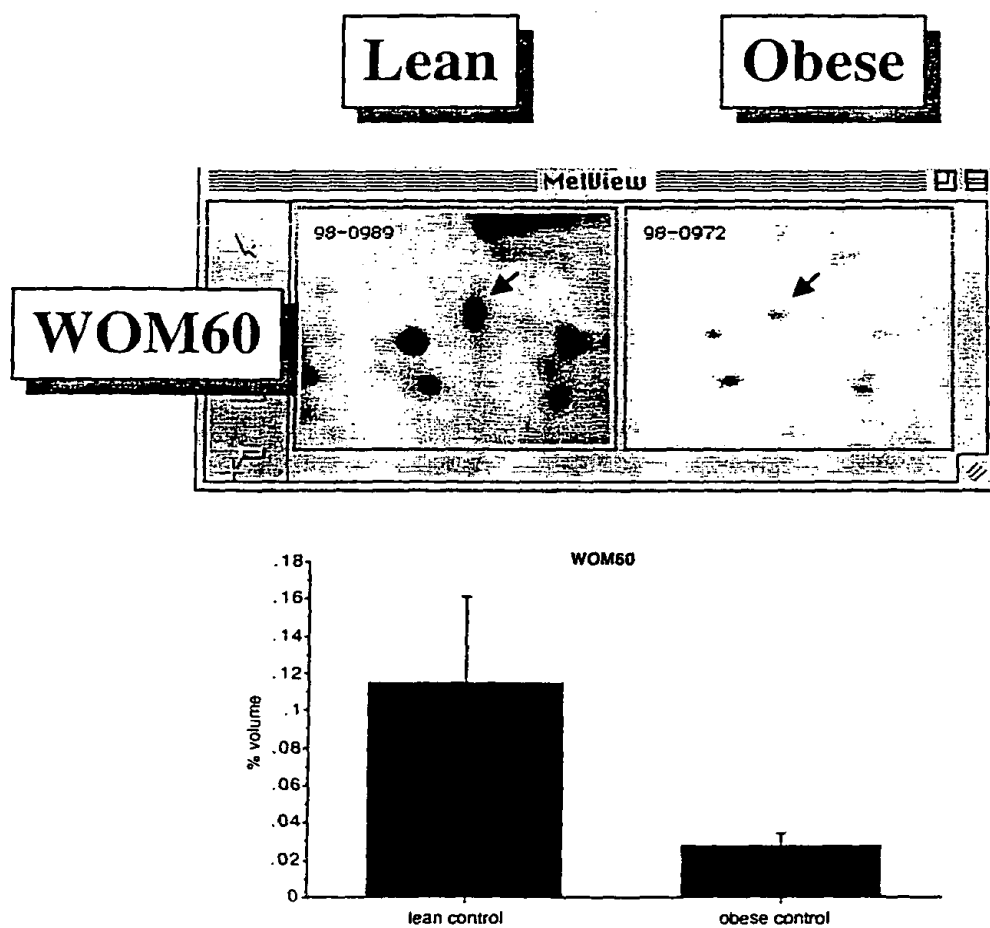 Lean
Obese
MelView
98-0989
98-0972
WOM60
WOM60
.18
.16
.14
.12
.1
.08
.06
.04
.02
0
% volume
lean control
obese control